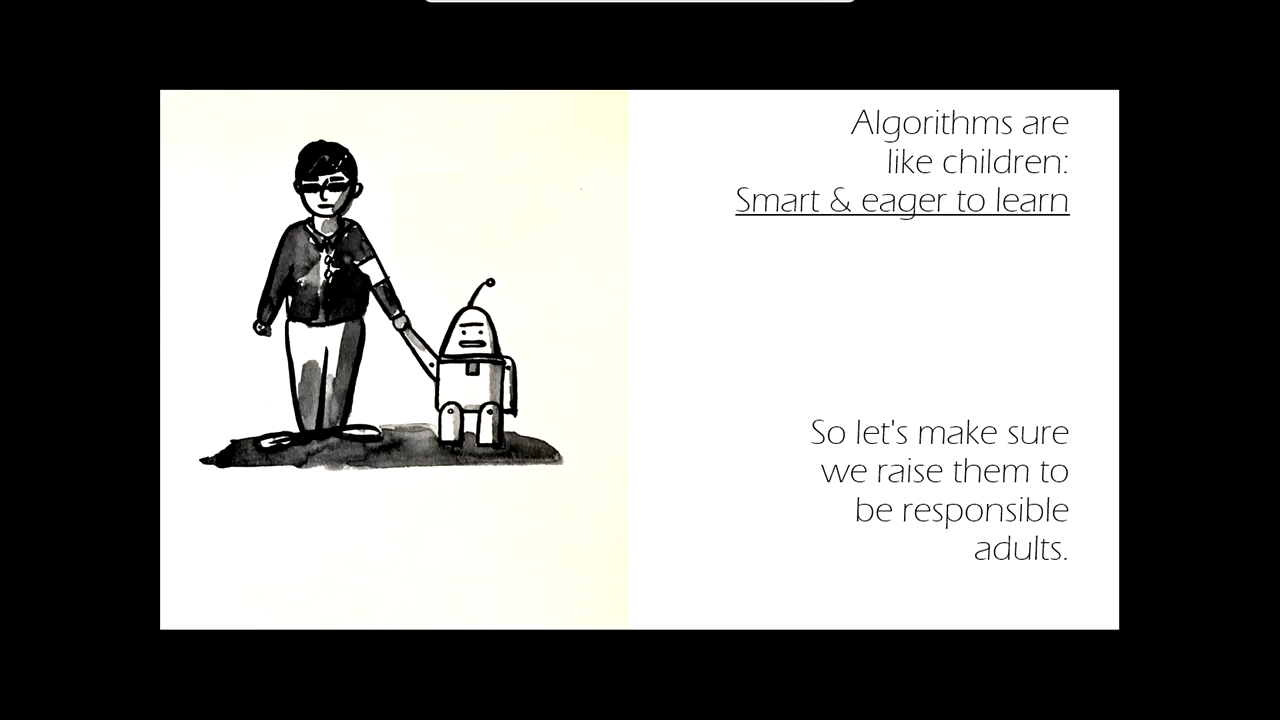 Algorithms are
like children:
Smart & eager to learn
So let's make sure
we raise them to
be responsible
adults.